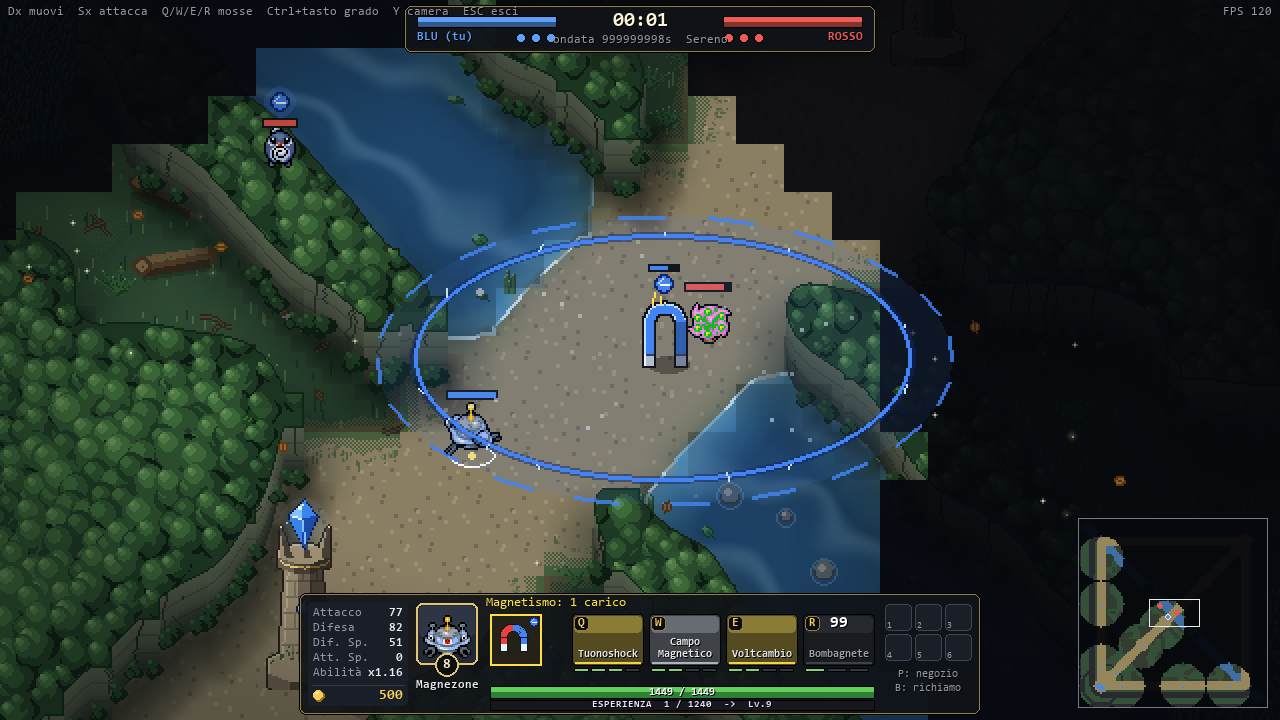 Dx muovi  Sx attacca  Q/W/E/R mosse  Ctrl+tasto grado  Y camera  ESC esci
FPS 120
00:01
BLU (tu)
ondata 999999998s  Sereno
ROSSO
Attacco 77
Difesa 82
Dif. Sp. 51
Att. Sp. 0
Abilità x1.16
500
8
Magnezone
Magnetismo: 1 carico
Q
Tuonoshock
W
Campo
Magnetico
E
Voltcambio
R 99
Bombagnete
1 2 3
4 5 6
P: negozio
B: richiamo
1449 / 1449
ESPERIENZA  1 / 1240  ->  Lv.9